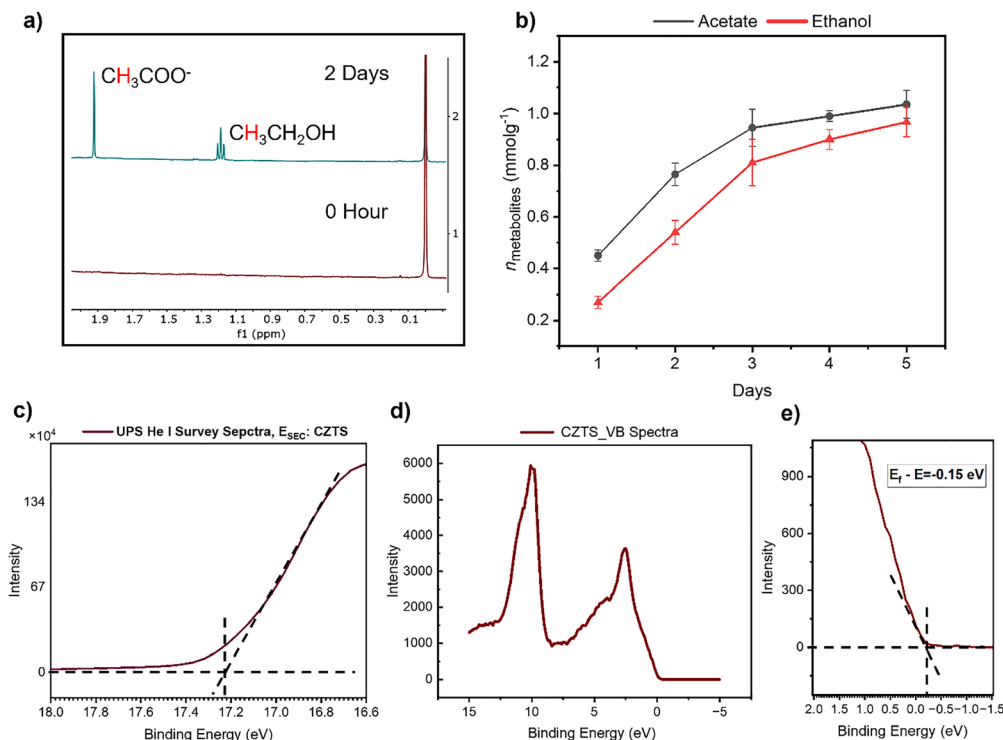 a)
CH3COO-
2 Days
CH3CH2OH
0 Hour
2
1
1.9 1.7 1.5 1.3 1.1 0.9 0.7 0.5 0.3 0.1
f1 (ppm)
b)
Acetate Ethanol
1.2
1.0
0.8
0.6
0.4
0.2
nmetabolites (mmolg-1)
1 2 3 4 5
Days
c)
×10⁴
UPS He I Survey Sepctra, ESEC: CZTS
134
67
0
Intensity
18.0 17.8 17.6 17.4 17.2 17.0 16.8 16.6
Binding Energy (eV)
d)
CZTS_VB Spectra
6000
5000
4000
3000
2000
1000
0
Intensity
15 10 5 0 −5
Binding Energy (eV)
e)
Ef - E=-0.15 eV
900
600
300
0
Intensity
2.0 1.5 1.0 0.5 0.0 −0.5 −1.0 −1.5
Binding Energy (eV)